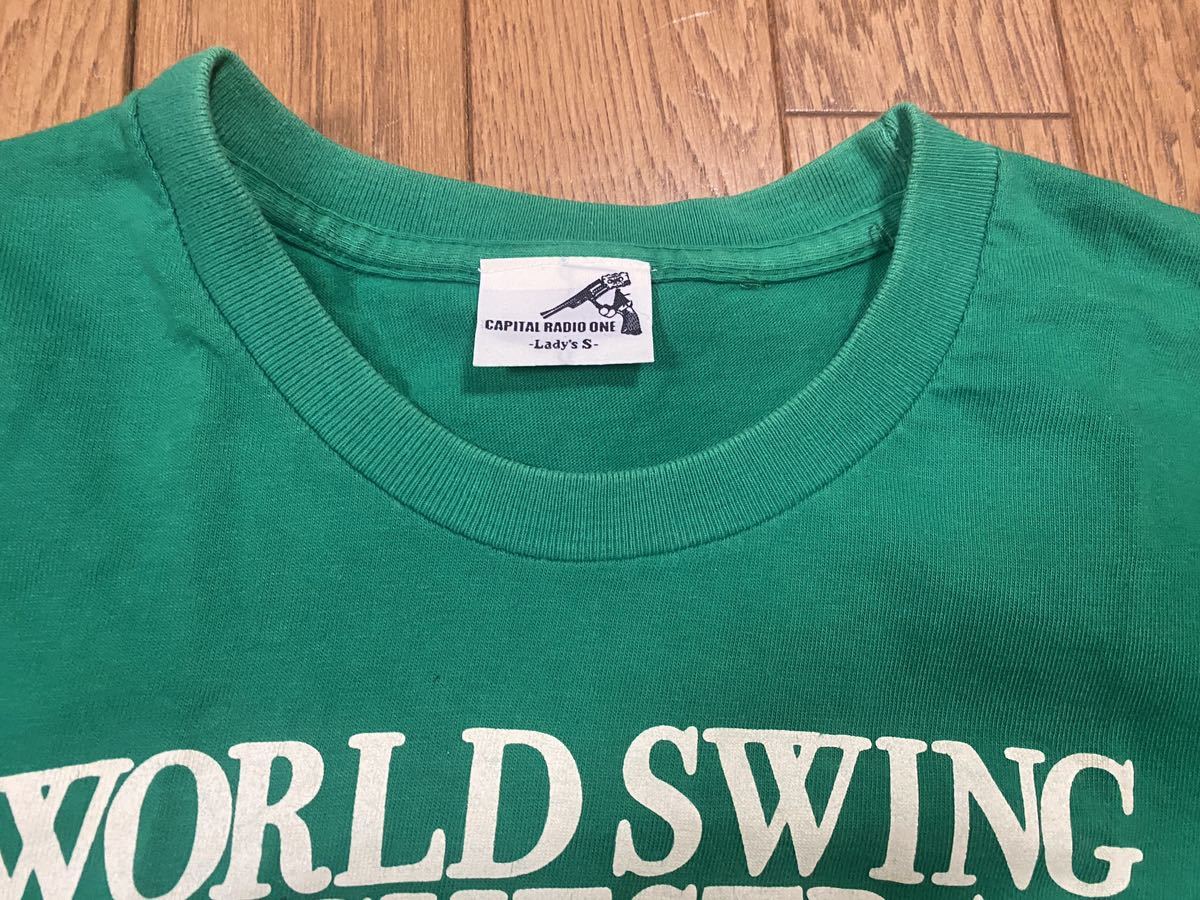 CAPITAL RADIO ONE
-Lady's S-
WORLD SWING